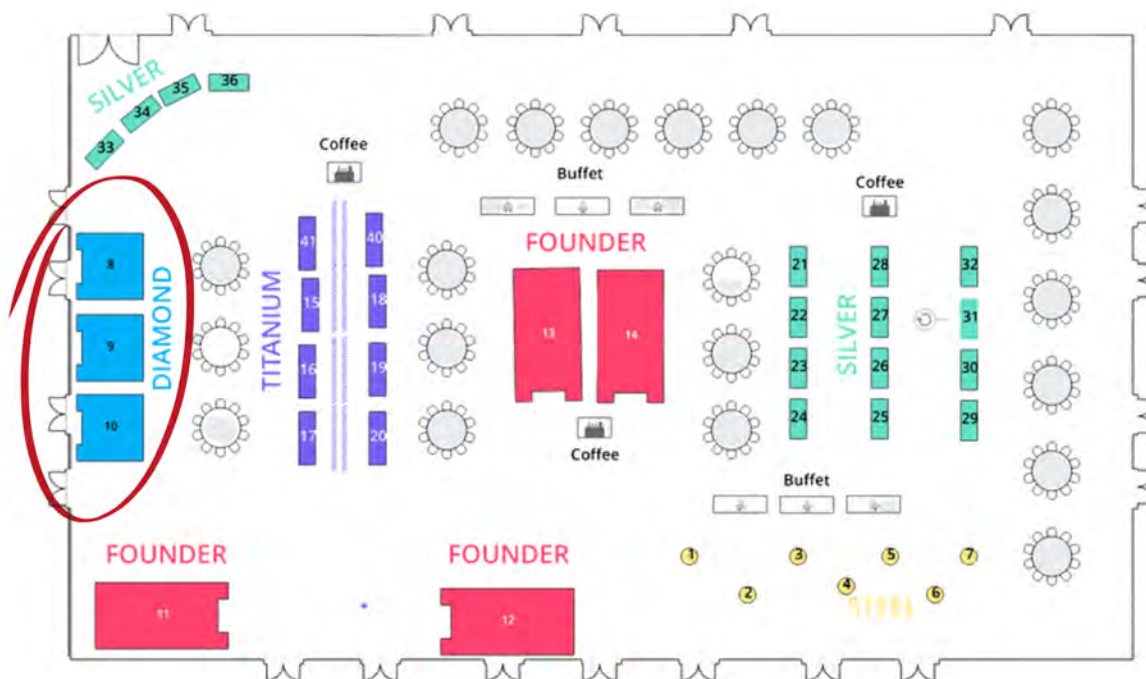 SILVER
33
34
35
36
Coffee
Buffet
Coffee
FOUNDER
DIAMOND
8
9
10
TITANIUM
41
15
16
17
40
18
19
20
13
14
Coffee
SILVER
21
22
23
24
28
27
26
25
32
31
30
29
Buffet
FOUNDER
11
FOUNDER
12
1
2
3
4
5
6
7
STEEL